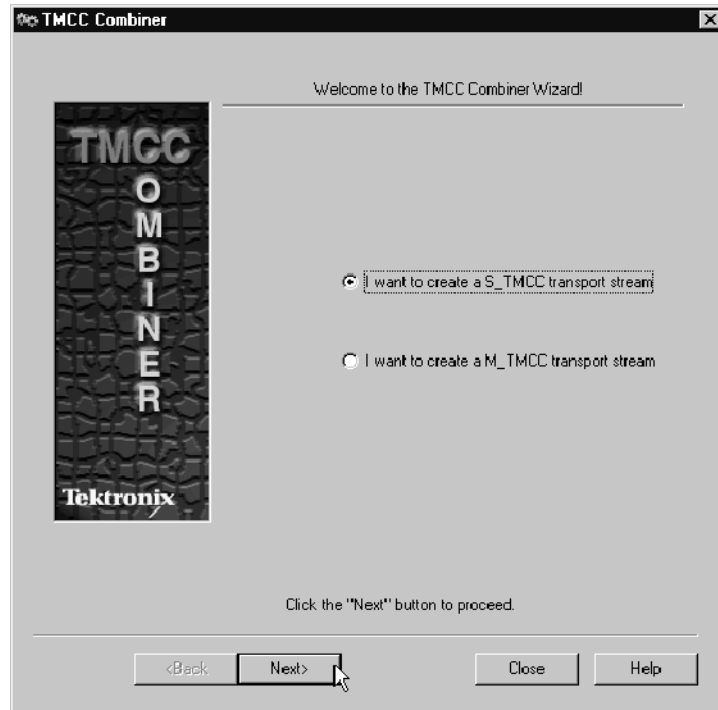 TMCC Combiner
Welcome to the TMCC Combiner Wizard!
TMCC
OMBINER
Tektronix
I want to create a S_TMCC transport stream
I want to create a M_TMCC transport stream
Click the "Next" button to proceed.
<Back Next> Close Help